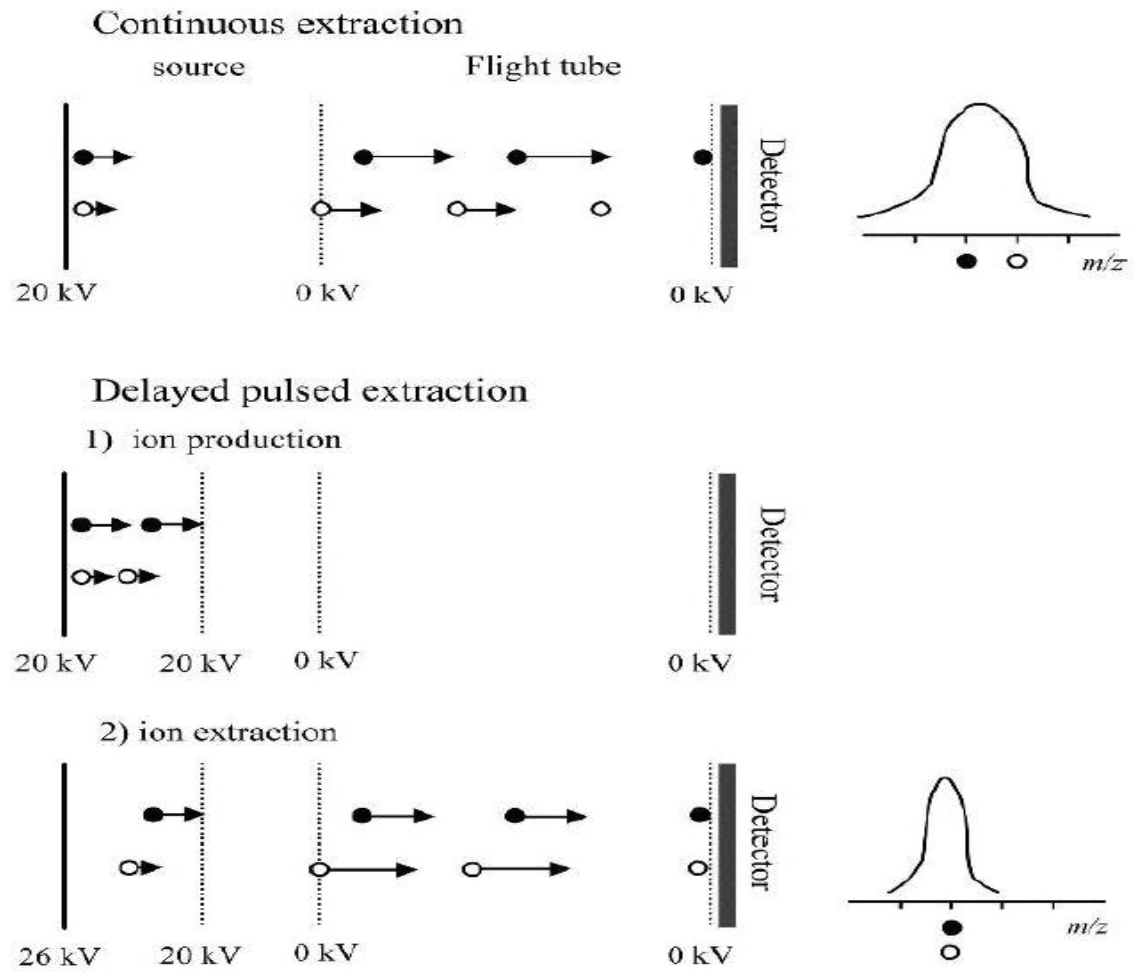 Continuous extraction
source Flight tube
Detector
20 kV 0 kV 0 kV
m/z
Delayed pulsed extraction
1) ion production
Detector
20 kV 20 kV 0 kV 0 kV
2) ion extraction
Detector
26 kV 20 kV 0 kV 0 kV
m/z